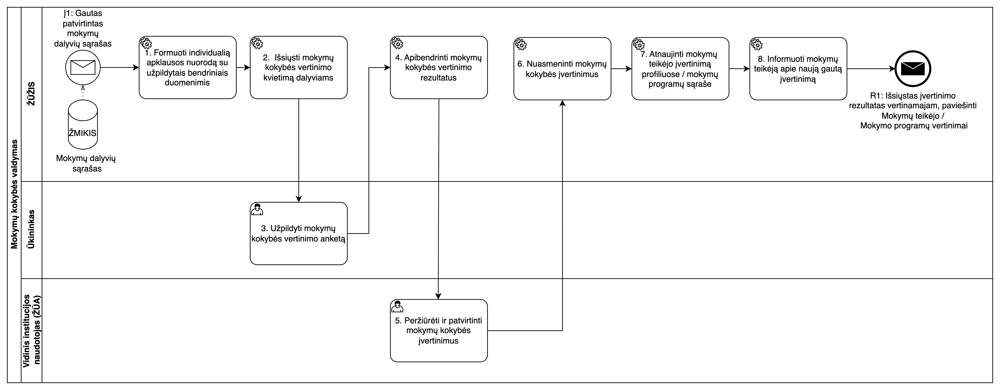 Mokymų kokybės valdymas
ŽŪŽIS
Į1: Gautas
patvirtintas
mokymų
dalyvių sąrašas
ŽMIKIS
Mokymų dalyvių
sąrašas
1. Formuoti individualią
apklausos nuorodą su
užpildytais bendriniais
duomenimis
2. Išsiųsti mokymų
kokybės vertinimo
kvietimą dalyviams
4. Apibendrinti mokymų
kokybės vertinimo
rezultatus
6. Nuasmeninti mokymų
kokybės įvertinimus
7. Atnaujinti mokymų
teikėjo įvertinimą
profiliuose / mokymų
programų sąraše
8. Informuoti mokymų
teikėją apie naują gautą
įvertinimą
R1: Išsiųstas įvertinimo
rezultatas vertinamajam, paviešinti
Mokymų teikėjo /
Mokymo programų vertinimai
Ūkininkas
3. Užpildyti mokymų
kokybės vertinimo anketą
Vidinis institucijos
naudotojas (ŽŪA)
5. Peržiūrėti ir patvirtinti
mokymų kokybės
įvertinimus